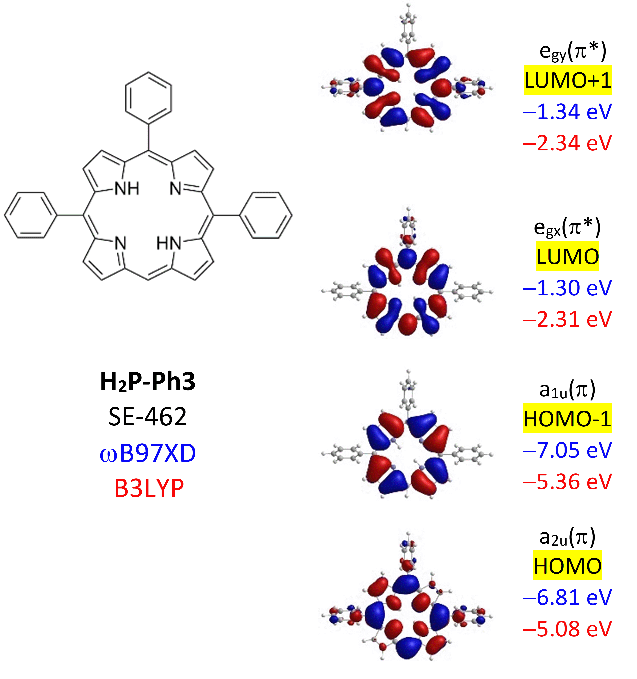 e_gy(π*)
LUMO+1
−1.34 eV
−2.34 eV
NH
N
N
HN
e_gx(π*)
LUMO
−1.30 eV
−2.31 eV
H₂P-Ph3
SE-462
ωB97XD
B3LYP
a₁ᵤ(π)
HOMO-1
−7.05 eV
−5.36 eV
a₂ᵤ(π)
HOMO
−6.81 eV
−5.08 eV